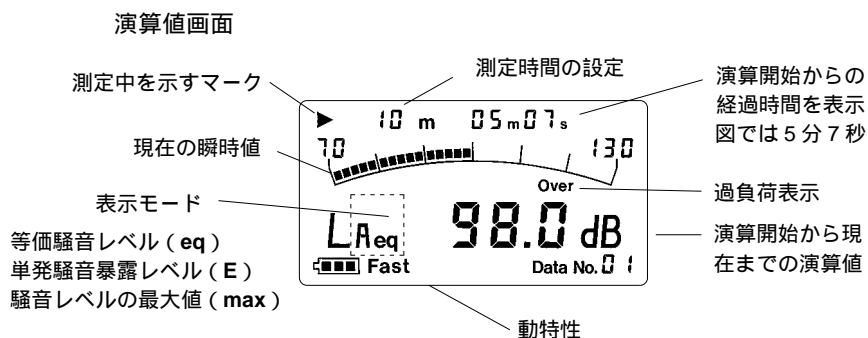 演算値画面
測定中を示すマーク
測定時間の設定
演算開始からの
経過時間を表示
図では5分7秒
10 m 05m07s
70
130
現在の瞬時値
Over
過負荷表示
表示モード
等価騒音レベル(eq)
単発騒音暴露レベル(E)
騒音レベルの最大値(max)
LAeq 98.0 dB
演算開始から現
在までの演算値
Fast
Data No.01
動特性